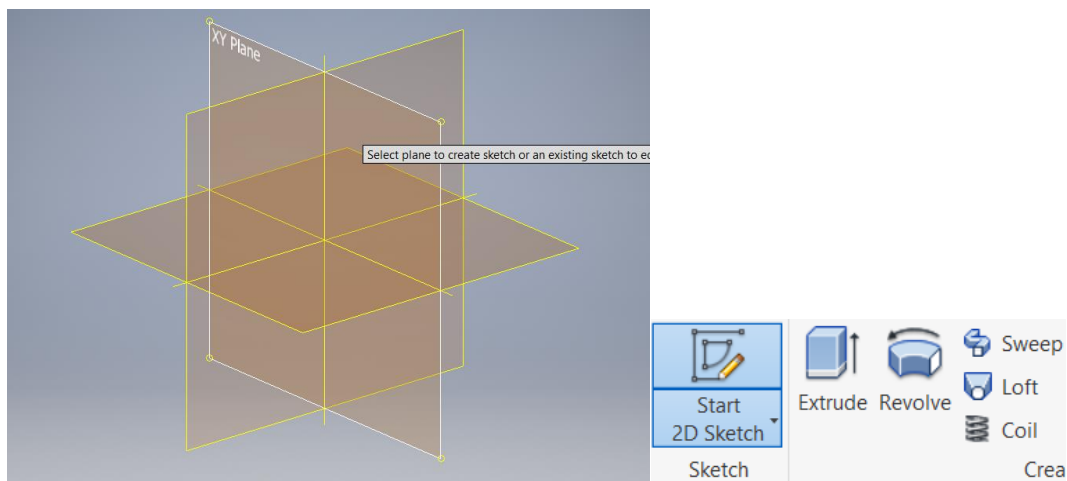 XY Plane
Select plane to create sketch or an existing sketch to
Start
2D Sketch
Sketch
Extrude
Revolve
Sweep
Loft
Coil
Crea